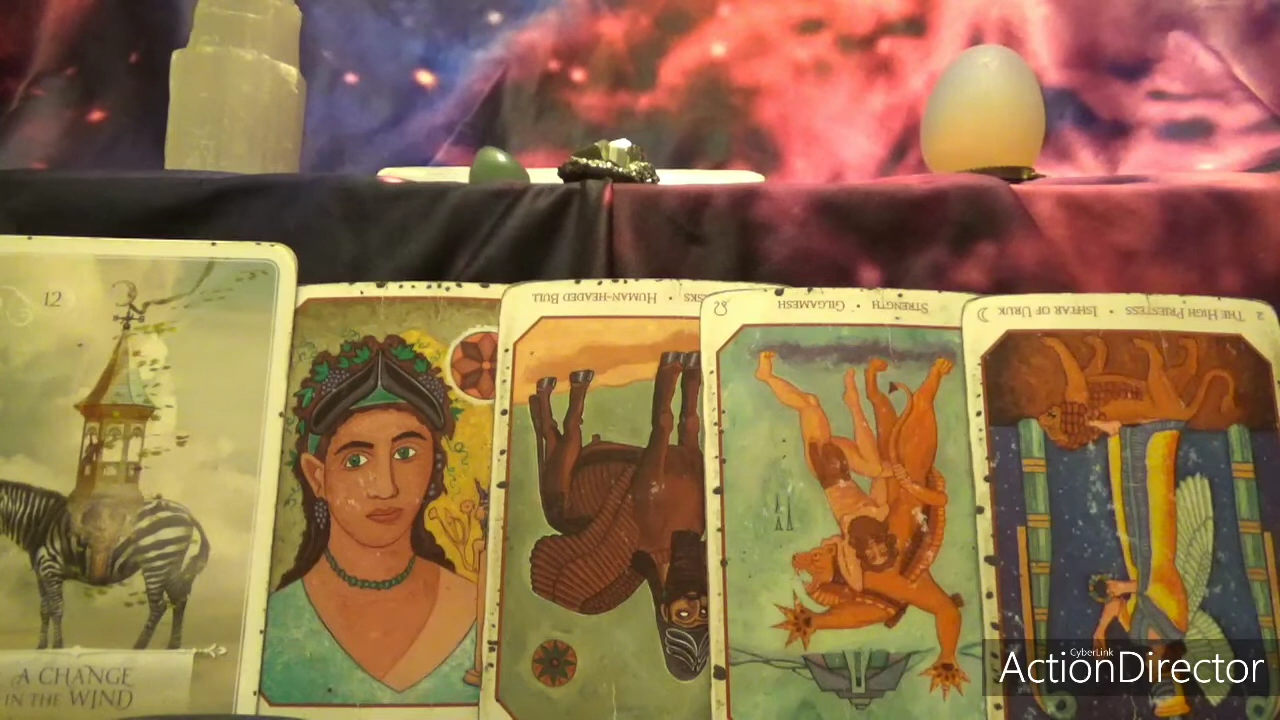 12
A CHANGE
IN THE WIND
HUMAN-HEADED BULL
STRENGTH • GILGAMESH
2 THE HIGH PRIESTESS • ISHTAR OF URUK
CyberLink
ActionDirector